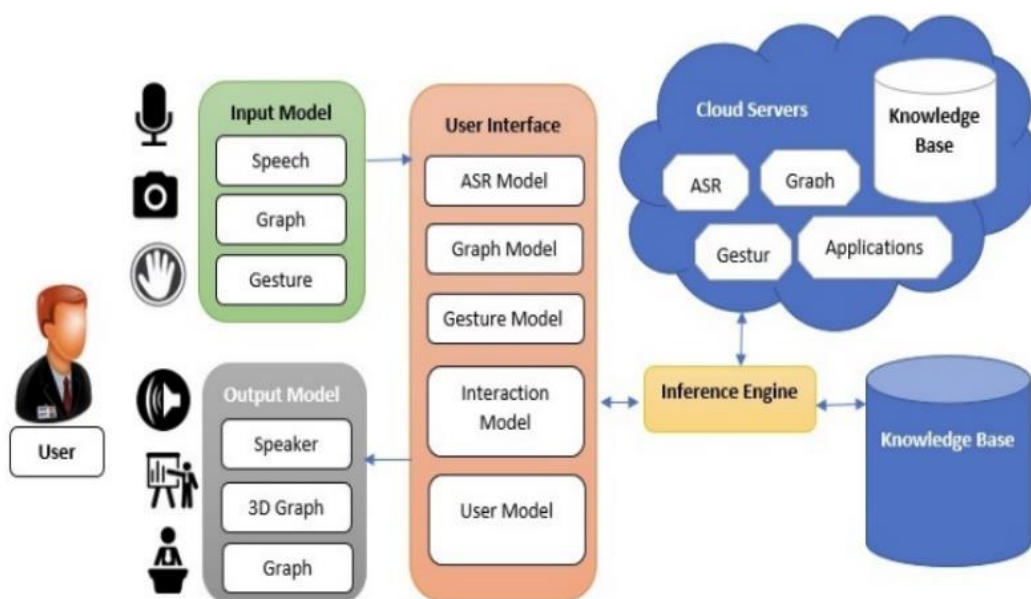 Input Model
Speech
Graph
Gesture
User
Output Model
Speaker
3D Graph
Graph
User Interface
ASR Model
Graph Model
Gesture Model
Interaction
Model
User Model
Cloud Servers
Knowledge
Base
ASR
Graph
Gestur
Applications
Inference Engine
Knowledge Base